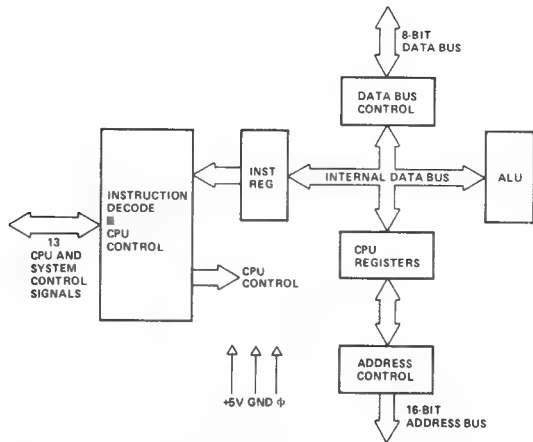 8-BIT
DATA BUS
DATA BUS
CONTROL
INST
REG
INTERNAL DATA BUS
ALU
INSTRUCTION
DECODE
CPU
CONTROL
13
CPU AND
SYSTEM
CONTROL
SIGNALS
CPU
CONTROL
CPU
REGISTERS
ADDRESS
CONTROL
+5V GND ϕ
16-BIT
ADDRESS BUS